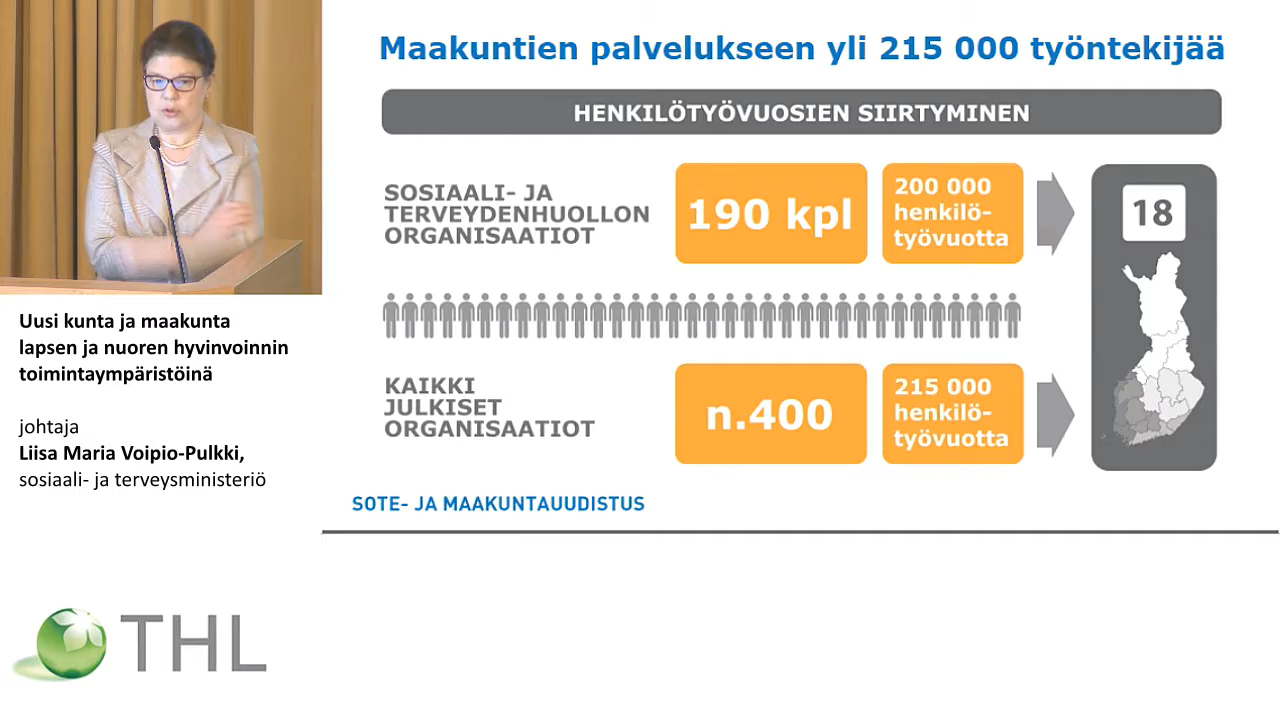 Maakuntien palvelukseen yli 215 000 työntekijää
HENKILÖTYÖVUOSIEN SIIRTYMINEN
SOSIAALI- JA
TERVEYDENHUOLLON
ORGANISAATIOT
190 kpl
200 000
henkilö-
työvuotta
18
KAIKKI
JULKISET
ORGANISAATIOT
n.400
215 000
henkilö-
työvuotta
SOTE- JA MAAKUNTAUUDISTUS
Uusi kunta ja maakunta
lapsen ja nuoren hyvinvoinnin
toimintaympäristöinä
johtaja
Liisa Maria Voipio-Pulkki,
sosiaali- ja terveysministeriö
THL